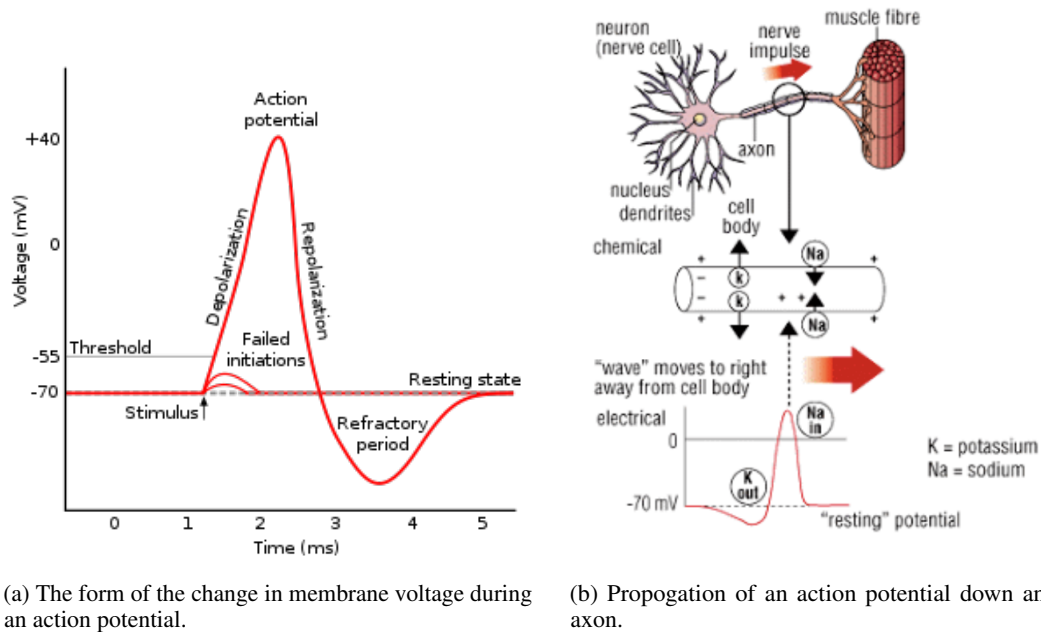 Action
potential
+40
0
-55
-70
Voltage (mV)
Depolarization
Repolarization
Threshold
Failed
initiations
Resting state
Stimulus
Refractory
period
0 1 2 3 4 5
Time (ms)
(a) The form of the change in membrane voltage during
an action potential.
neuron
(nerve cell)
nerve
impulse
muscle fibre
axon
nucleus
dendrites
cell
body
chemical
+ Na +
− k
− k + +
+ Na +
"wave" moves to right
away from cell body
electrical
Na
in
0
K
out
-70 mV
"resting" potential
K = potassium
Na = sodium
(b) Propogation of an action potential down an
axon.